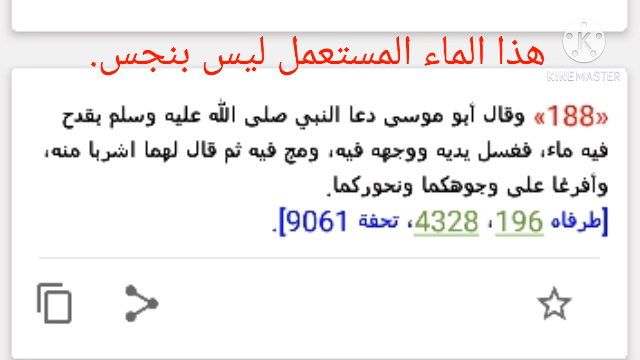 هذا الماء المستعمل ليس بنجس.
KINEMASTER
«188» وقال أبو موسى دعا النبي صلى الله عليه وسلم بقدح
فيه ماء، فغسل يديه ووجهه فيه، ومج فيه ثم قال لهما اشربا منه،
وأفرغا على وجوهكما ونحوركما.
[طرفاه 196، 4328، تحفة 9061].